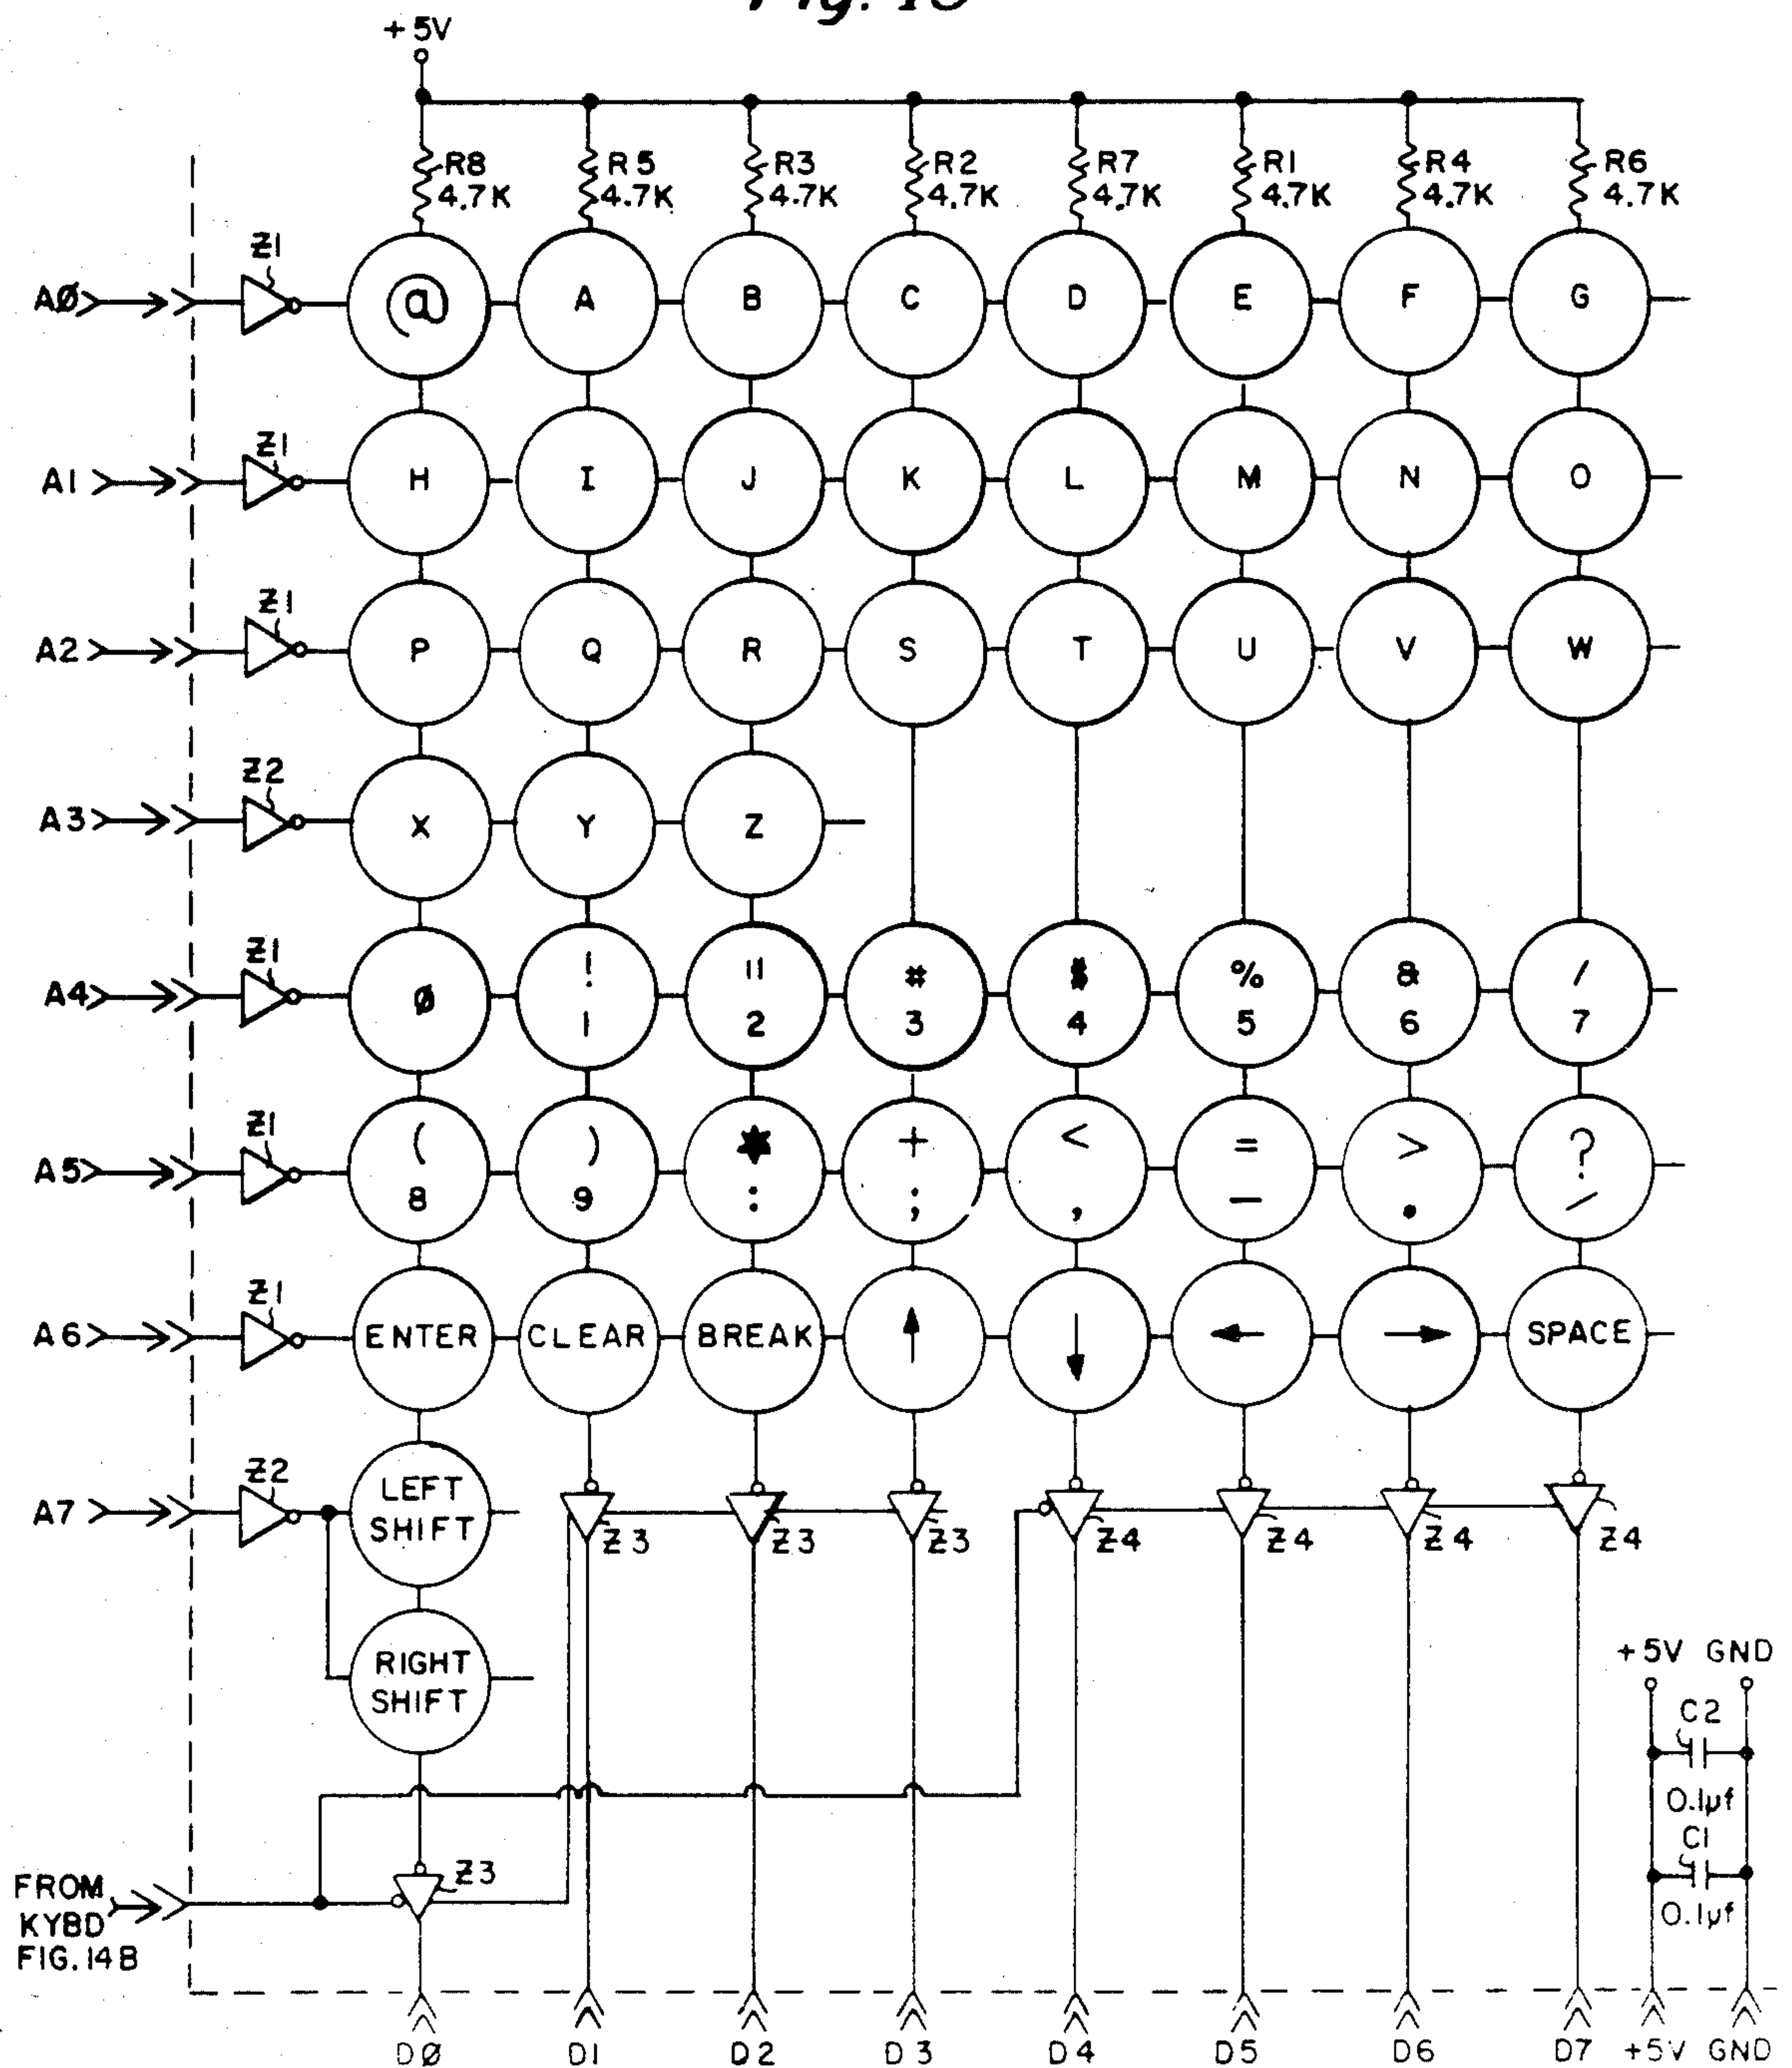 Fig. 15
+5V
R8 R5 R3 R2 R7 R1 R4 R6
4.7K 4.7K 4.7K 4.7K 4.7K 4.7K 4.7K 4.7K
Z1
AØ @ A B C D E F G
Z1
A1 H I J K L M N O
Z1
A2 P Q R S T U V W
Z2
A3 X Y Z
Z1 ! " # $ % & /
A4 Ø 1 2 3 4 5 6 7
Z1 ( ) * + < = > ?
A5 8 9 : ; , - . /
Z1
A6 ENTER CLEAR BREAK ↑ ↓ ← → SPACE
Z2
A7 LEFT
SHIFT Z3 Z3 Z3 Z4 Z4 Z4 Z4
RIGHT
SHIFT
+5V GND
C2
0.1µf
C1
0.1µf
Z3
FROM
KYBD
FIG. 14B
DØ D1 D2 D3 D4 D5 D6 D7 +5V GND